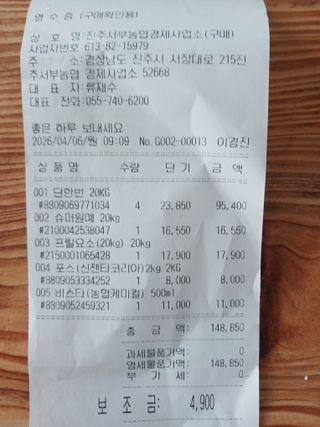 영 수 증 (구매확인용)
상 호 명:진주서부농협경제사업소(구매)
사업자번호:613-82-15979
주 소:경상남도 진주시 서장대로 215진
주서부농협 경제사업소 52668
대 표 자:류재수
대표 전화:055-740-6200
좋은 하루 보내세요
2026/04/06/월 09:09 No.G002-00013 이경진
상 품 명 수량 단 가 금 액
001 단한번 20KG
#8809069771034 4 23,850 95,400
002 슈퍼원예 20kg
#2100042538047 1 16,550 16,550
003 프릴요소(20kg) 20kg
#2150001065428 1 17,900 17,900
004 포스(신젠타코리아)2kg 2KG
#8809053334252 1 8,000 8,000
005 비스타(농협케미컬) 500ml
#8809052459321 1 11,000 11,000
총 금 액: 148,850
과세물품가액: 0
영세물품가액: 148,850
부 가 세: 0
보 조 금: 4,900